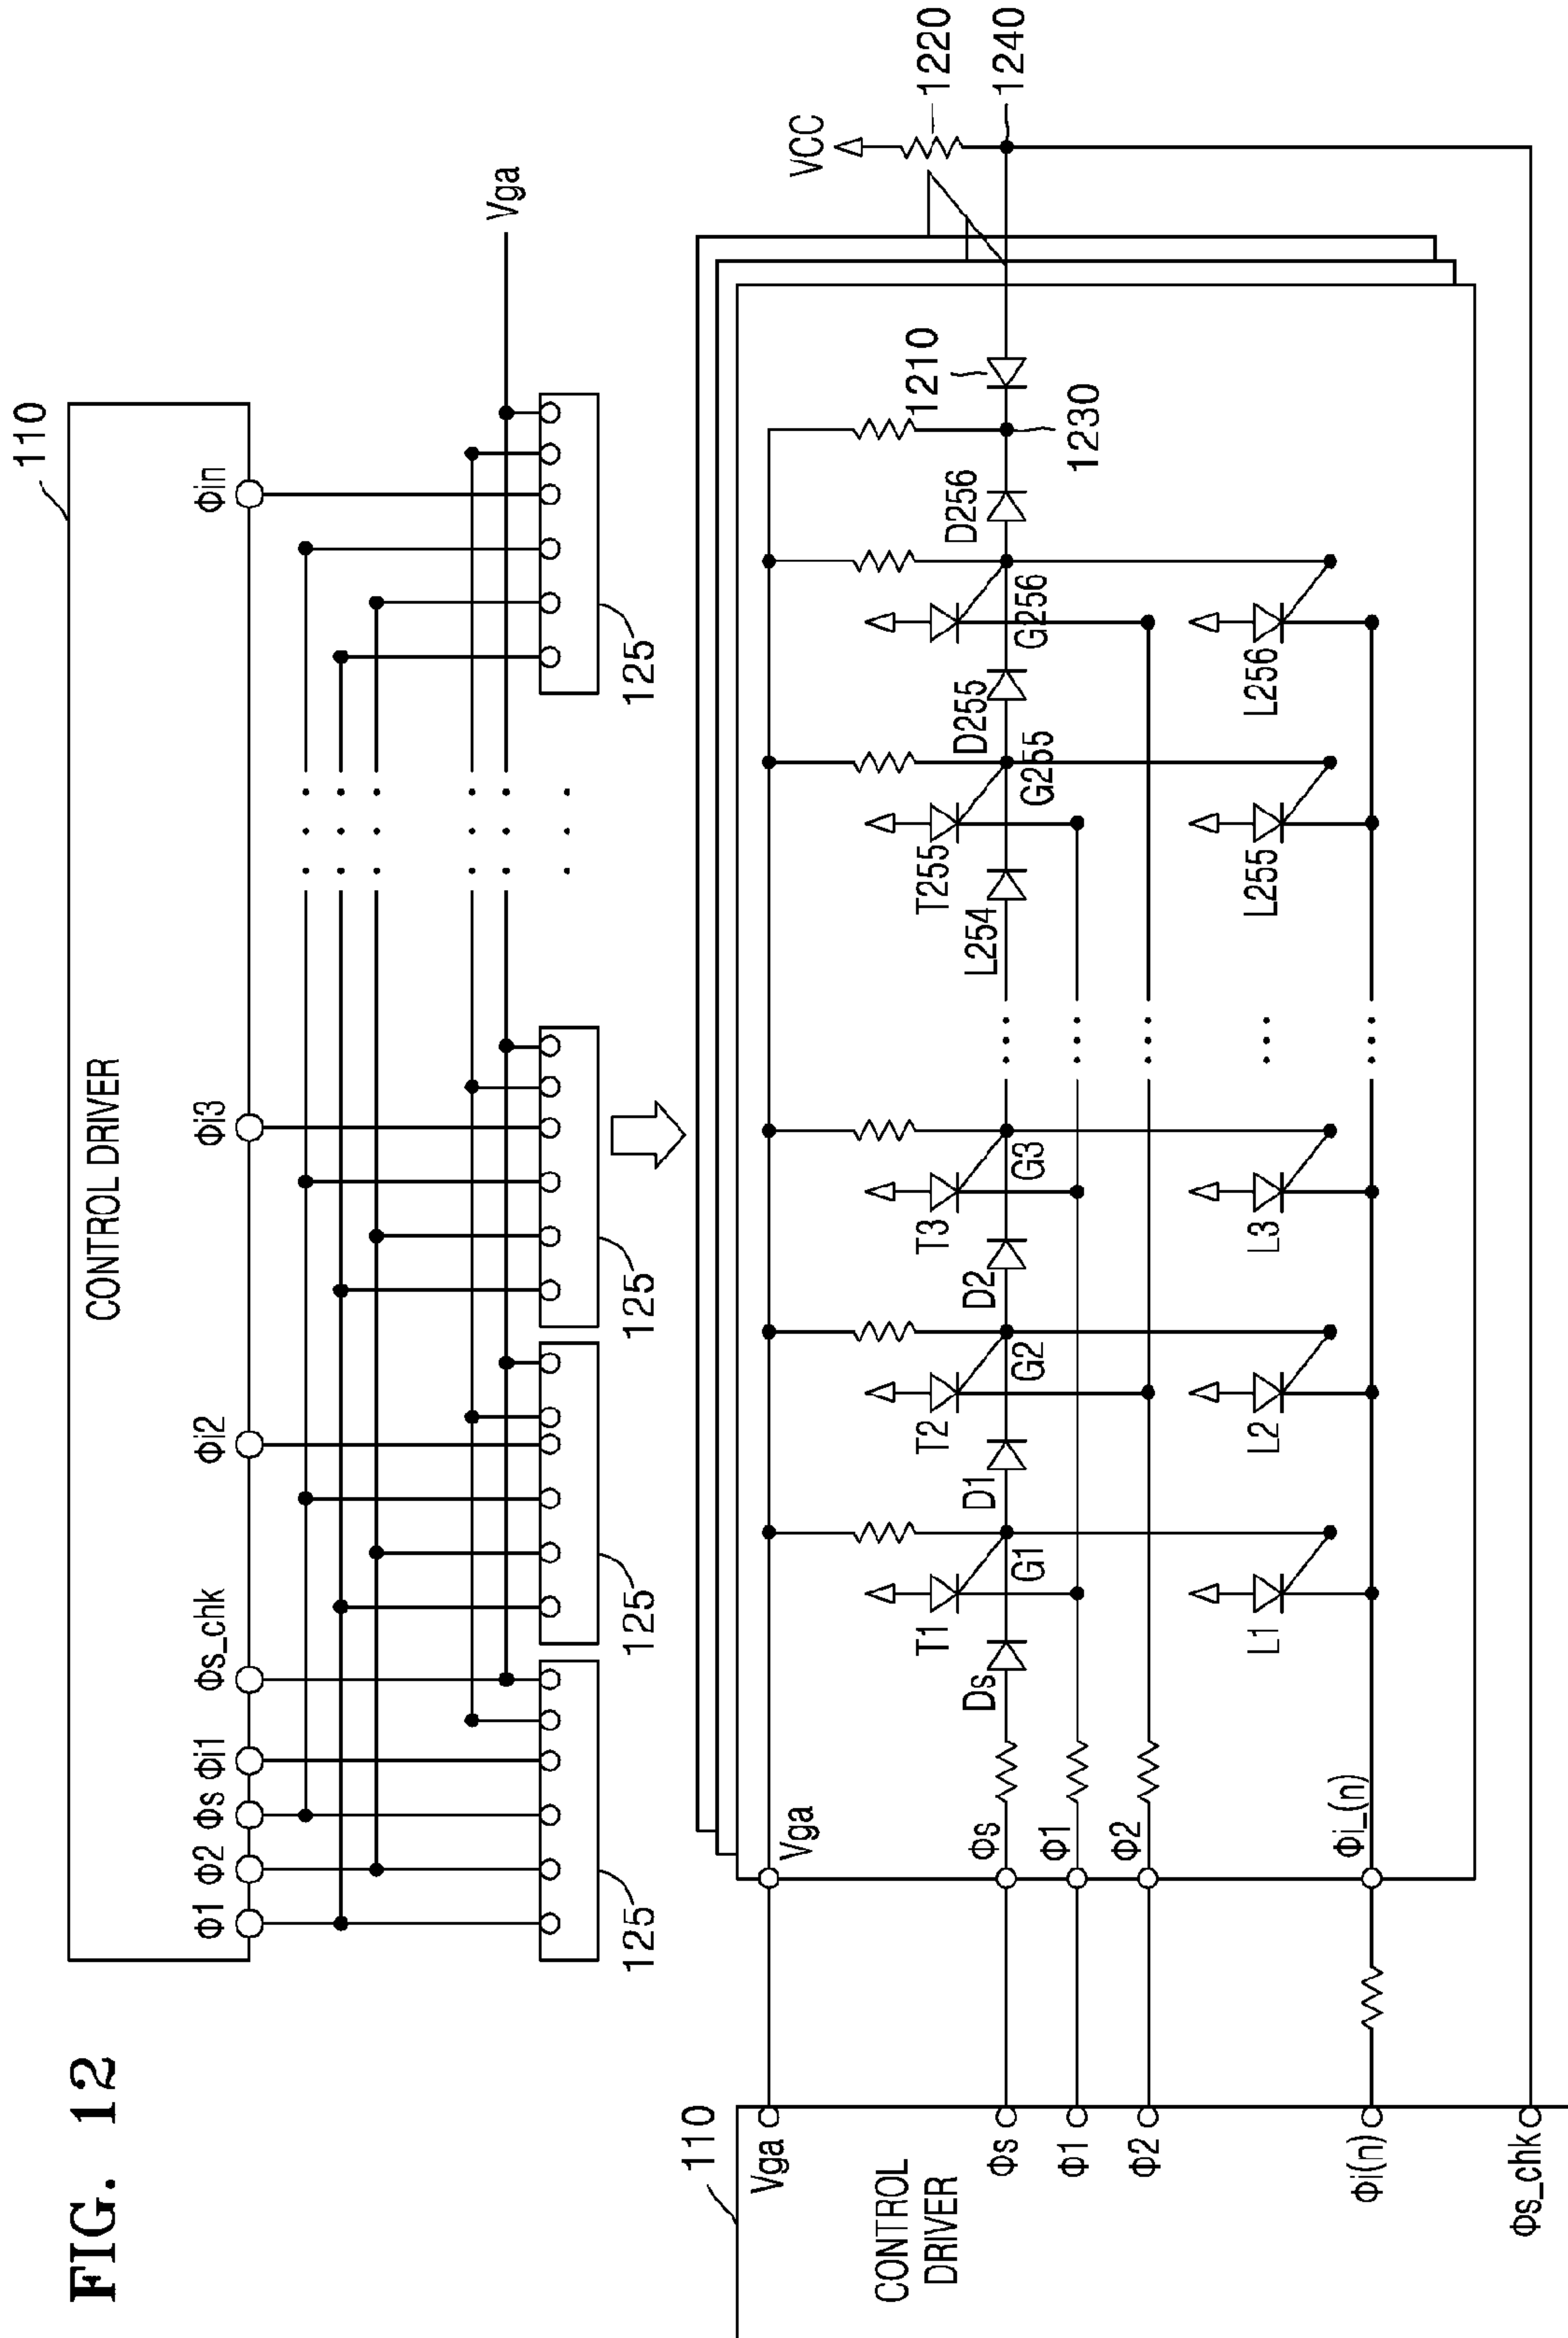 FIG. 12
110
CONTROL DRIVER
Φ1 Φ2 Φs Φi1 Φs_chk Φi2 Φi3 Φin
Vga
125 125 125 125
110
CONTROL
DRIVER
Vga
Φs
Φ1
Φ2
Φi(n)
Φs_chk
Vga
Φs
Φ1
Φ2
Φi_(n)
VCC
1220
1240
1210
1230
T1 T2 T3 T255
Ds D1 D2 L254 D255 D256
G1 G2 G3 G255 G256
L1 L2 L3 L255 L256